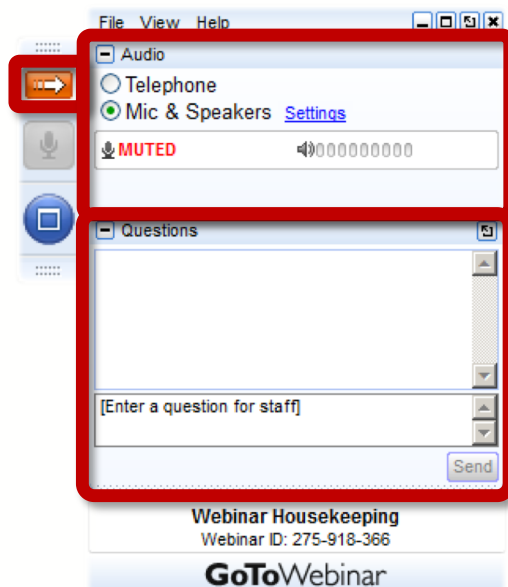 File View Help
Audio
Telephone
Mic & Speakers Settings
MUTED 000000000
Questions
[Enter a question for staff]
Send
Webinar Housekeeping
Webinar ID: 275-918-366
GoToWebinar